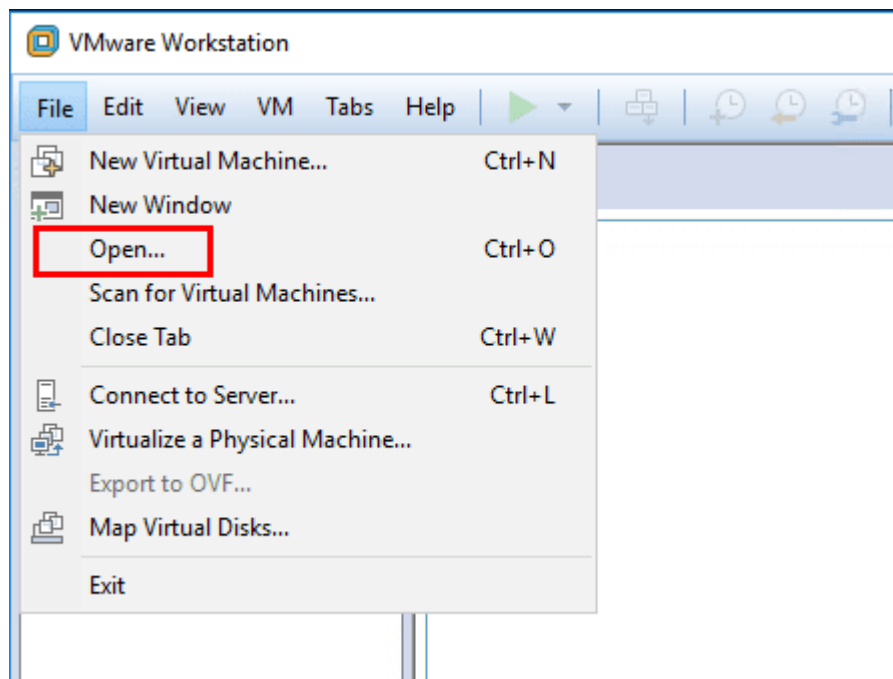 VMware Workstation
File Edit View VM Tabs Help
New Virtual Machine... Ctrl+N
New Window
Open... Ctrl+O
Scan for Virtual Machines...
Close Tab Ctrl+W
Connect to Server... Ctrl+L
Virtualize a Physical Machine...
Export to OVF...
Map Virtual Disks...
Exit